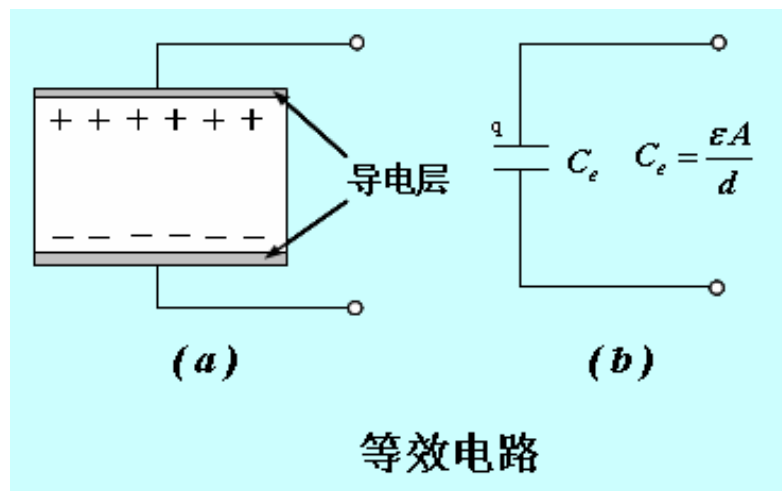 + + + + + +
导电层
_ _ _ _ _ _
(a)
q
C_e
C_e = εA/d
(b)
等效电路